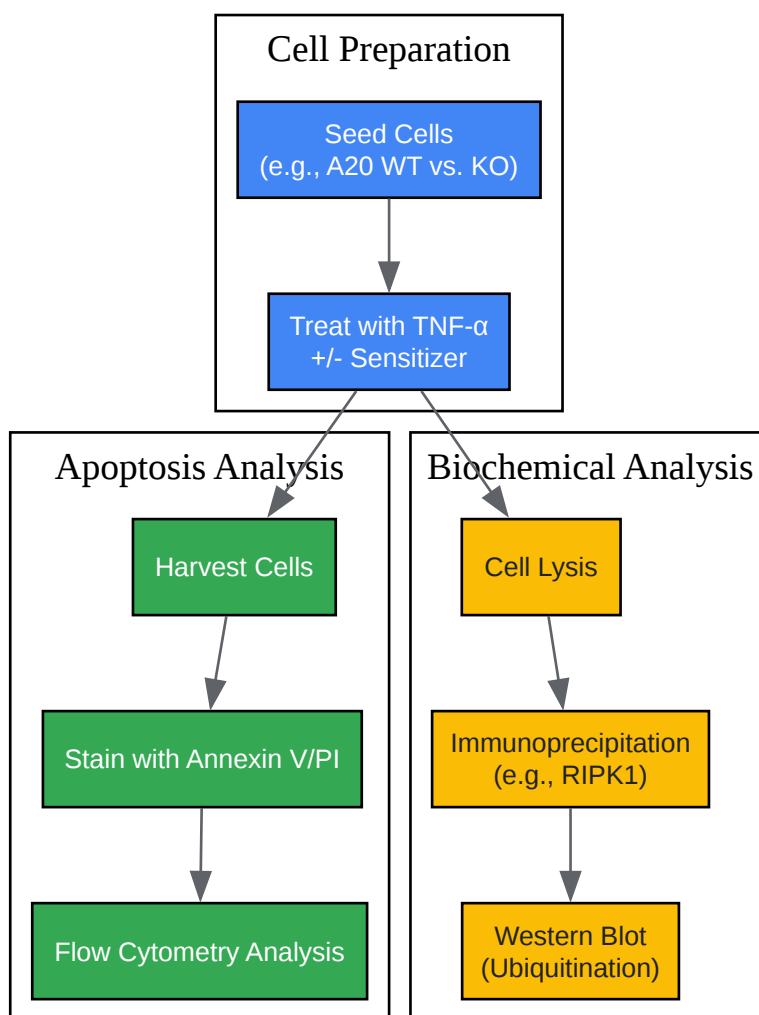 Cell Preparation
Seed Cells
(e.g., A20 WT vs. KO)
Treat with TNF-α
+/- Sensitizer
Apoptosis Analysis
Harvest Cells
Stain with Annexin V/PI
Flow Cytometry Analysis
Biochemical Analysis
Cell Lysis
Immunoprecipitation
(e.g., RIPK1)
Western Blot
(Ubiquitination)